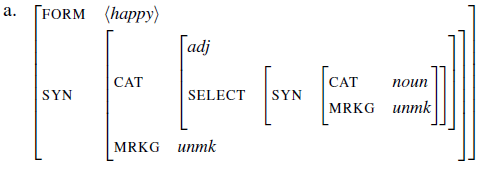 a. FORM ⟨happy⟩
adj
CAT
CAT noun
SYN SELECT SYN
MRKG unmk
MRKG unmk